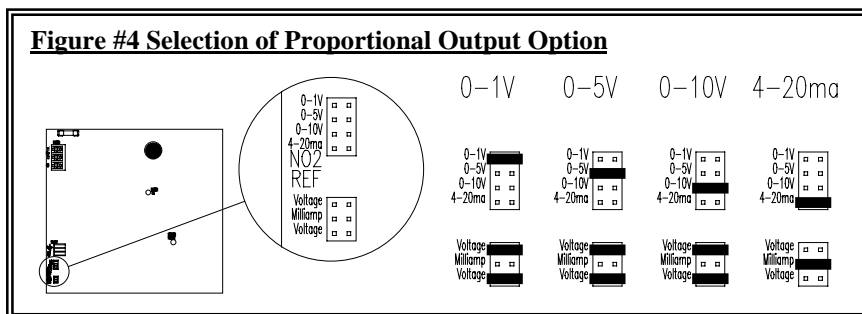 Figure #4 Selection of Proportional Output Option
0-1V 0-5V 0-10V 4-20ma
0-1V
0-5V
0-10V
4-20ma
NO2
REF
Voltage
Milliamp
Voltage
0-1V
0-5V
0-10V
4-20ma
Voltage
Milliamp
Voltage
0-1V
0-5V
0-10V
4-20ma
Voltage
Milliamp
Voltage
0-1V
0-5V
0-10V
4-20ma
Voltage
Milliamp
Voltage
0-1V
0-5V
0-10V
4-20ma
Voltage
Milliamp
Voltage